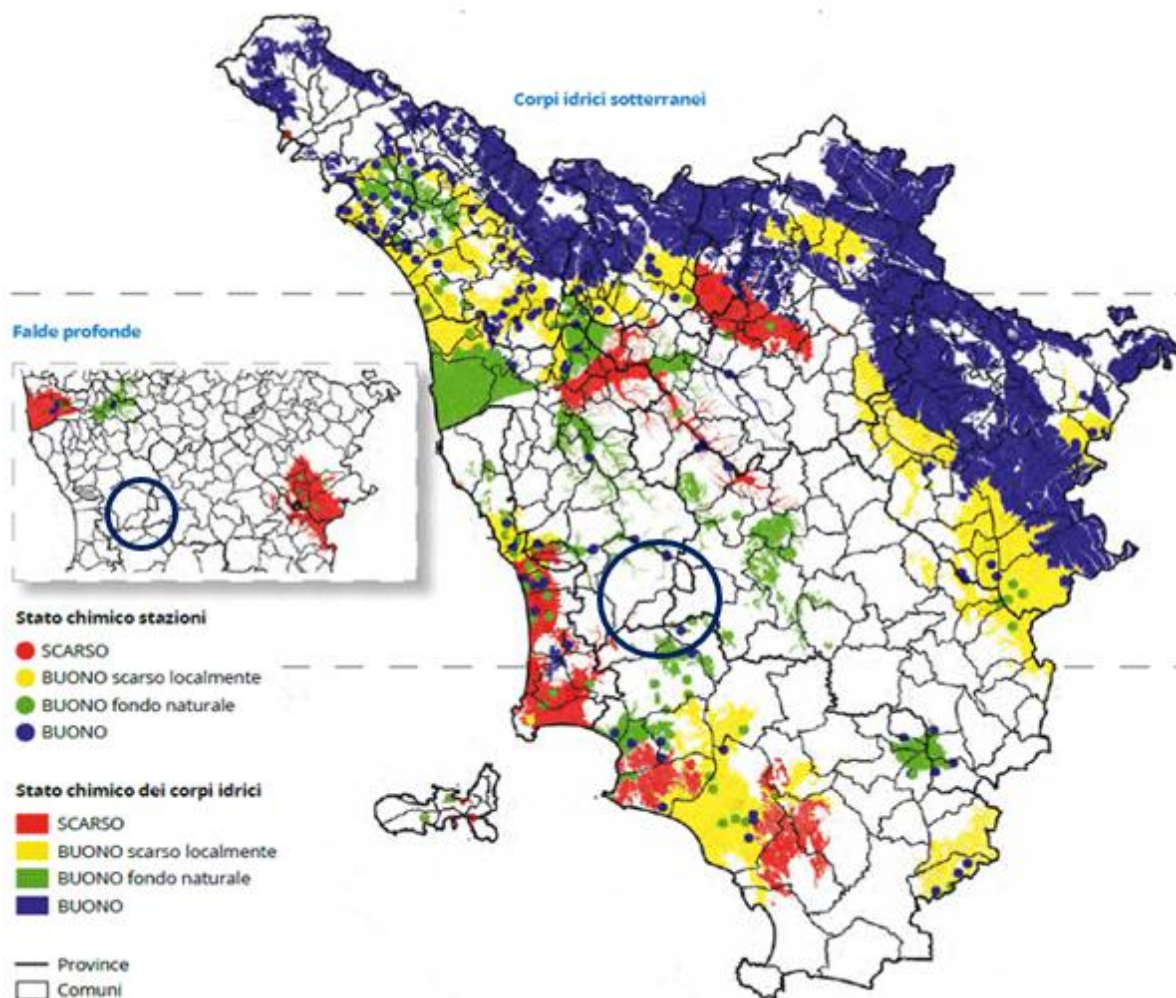 Corpi idrici sotterranei
Falde profonde
Stato chimico stazioni
SCARSO
BUONO scarso localmente
BUONO fondo naturale
BUONO
Stato chimico dei corpi idrici
SCARSO
BUONO scarso localmente
BUONO fondo naturale
BUONO
Province
Comuni